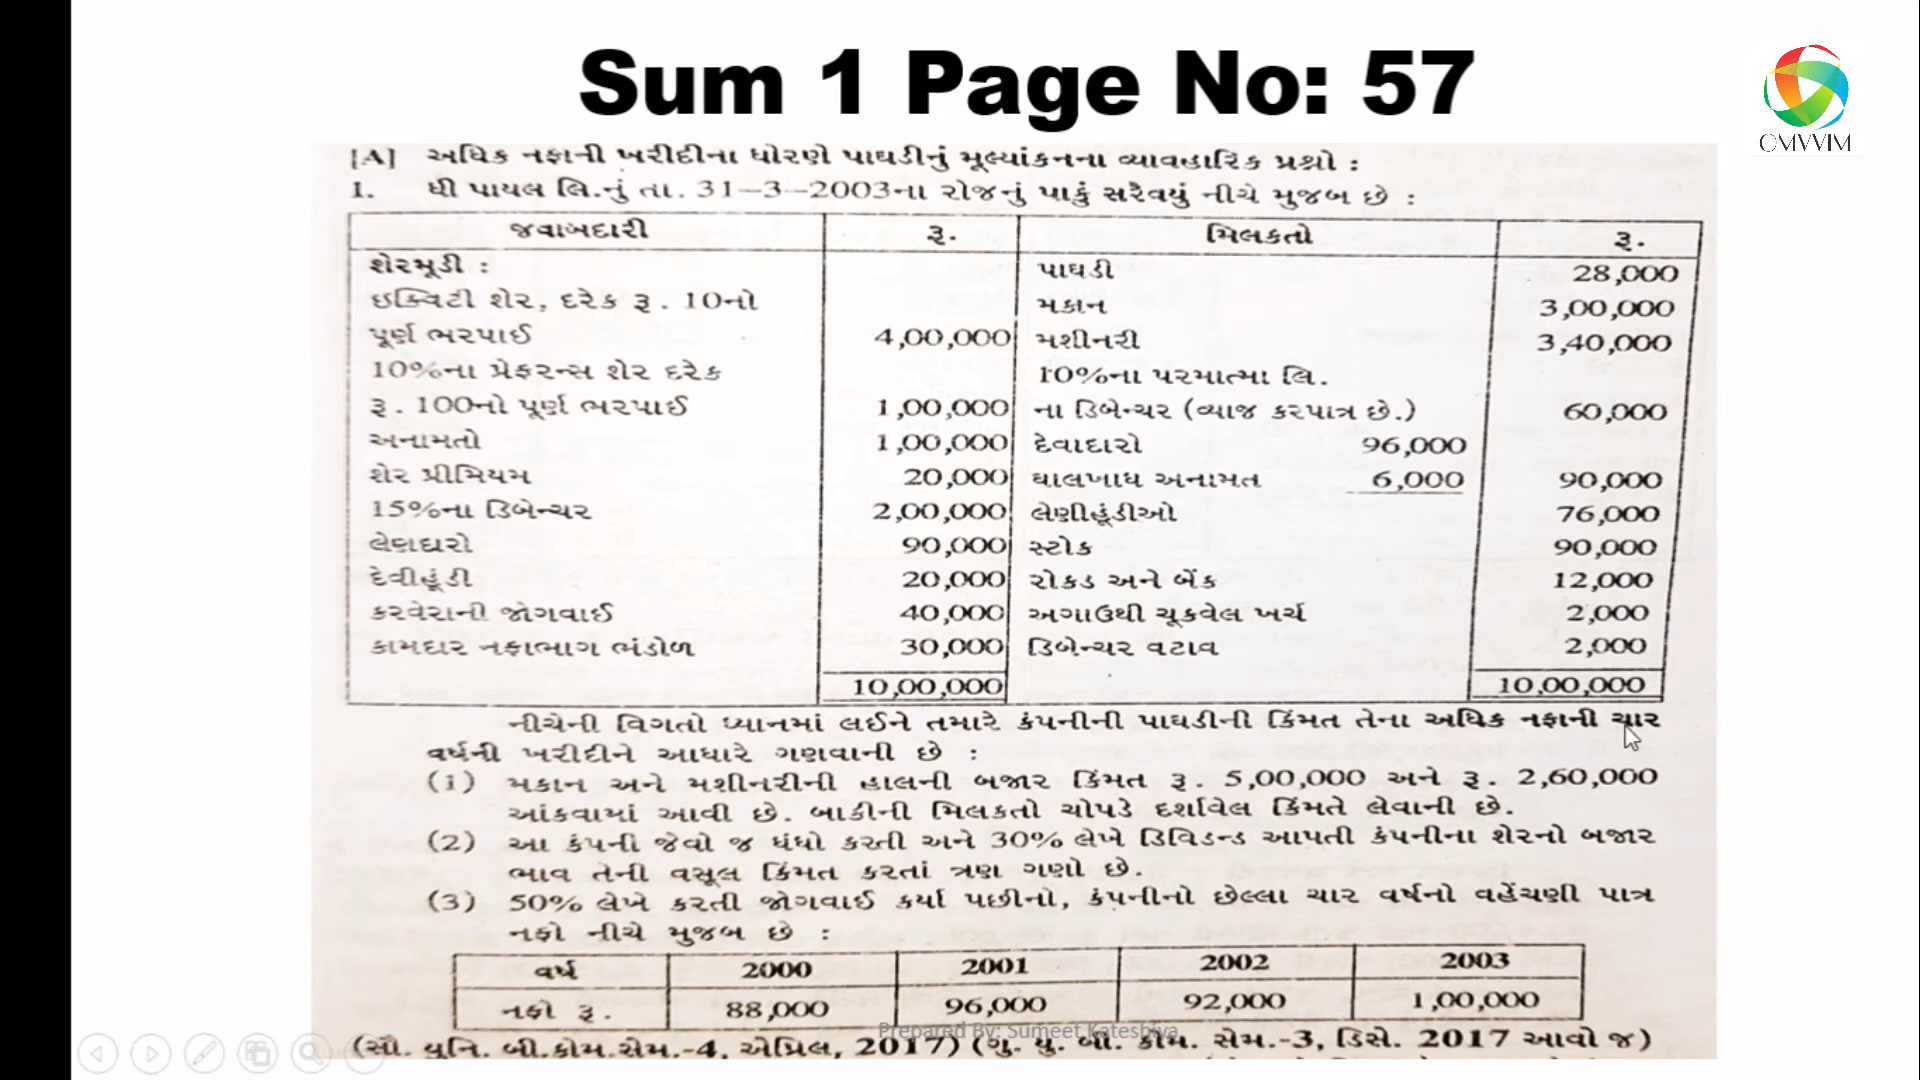 Sum 1 Page No: 57
OMVVIM
[A] અધિક નફાની ખરીદીના ધોરણે પાઘડીનું મૂલ્યાંકનના વ્યાવહારિક પ્રશ્નો :
1. ધી પાયલ લિ.નું તા. 31-3-2003ના રોજનું પાકું સરૈવયું નીચે મુજબ છે :
જવાબદારી રૂ. મિલકતો રૂ.
શેરમૂડી : પાઘડી 28,000
ઇક્વિટી શેર, દરેક રૂ. 10નો મકાન 3,00,000
પૂર્ણ ભરપાઈ 4,00,000 મશીનરી 3,40,000
10%ના પ્રેફરન્સ શેર દરેક 10%ના પરમાત્મા લિ.
રૂ. 100નો પૂર્ણ ભરપાઈ 1,00,000 ના ડિબેન્ચર (વ્યાજ કરપાત્ર છે.) 60,000
અનામતો 1,00,000 દેવાદારો 96,000
શેર પ્રીમિયમ 20,000 ઘાલખાધ અનામત 6,000 90,000
15%ના ડિબેન્ચર 2,00,000 લેણીહૂંડીઓ 76,000
લેણદારો 90,000 સ્ટોક 90,000
દેવીહૂંડી 20,000 રોકડ અને બેંક 12,000
કરવેરાની જોગવાઈ 40,000 અગાઉથી ચૂકવેલ ખર્ચ 2,000
કામદાર નફાભાગ ભંડોળ 30,000 ડિબેન્ચર વટાવ 2,000
10,00,000 10,00,000
નીચેની વિગતો ધ્યાનમાં લઈને તમારે કંપનીની પાઘડીની કિંમત તેના અધિક નફાની ચાર
વર્ષની ખરીદીને આધારે ગણવાની છે :
(1) મકાન અને મશીનરીની હાલની બજાર કિંમત રૂ. 5,00,000 અને રૂ. 2,60,000
આંકવામાં આવી છે. બાકીની મિલકતો ચોપડે દર્શાવેલ કિંમતે લેવાની છે.
(2) આ કંપની જેવો જ ધંધો કરતી અને 30% લેખે ડિવિડન્ડ આપતી કંપનીના શેરનો બજાર
ભાવ તેની વસૂલ કિંમત કરતાં ત્રણ ગણો છે.
(3) 50% લેખે કરતી જોગવાઈ કર્યા પછીનો, કંપનીનો છેલ્લા ચાર વર્ષનો વહેંચણી પાત્ર
નફો નીચે મુજબ છે :
વર્ષ 2000 2001 2002 2003
નફો રૂ. 88,000 96,000 92,000 1,00,000
Prepared By: Sumeet Kateshiya
(સૌ. યુનિ. બી.કોમ.સેમ.-4, એપ્રિલ, 2017) (ગુ. યુ. બી. કોમ. સેમ.-3, ડિસે. 2017 આવો જ)